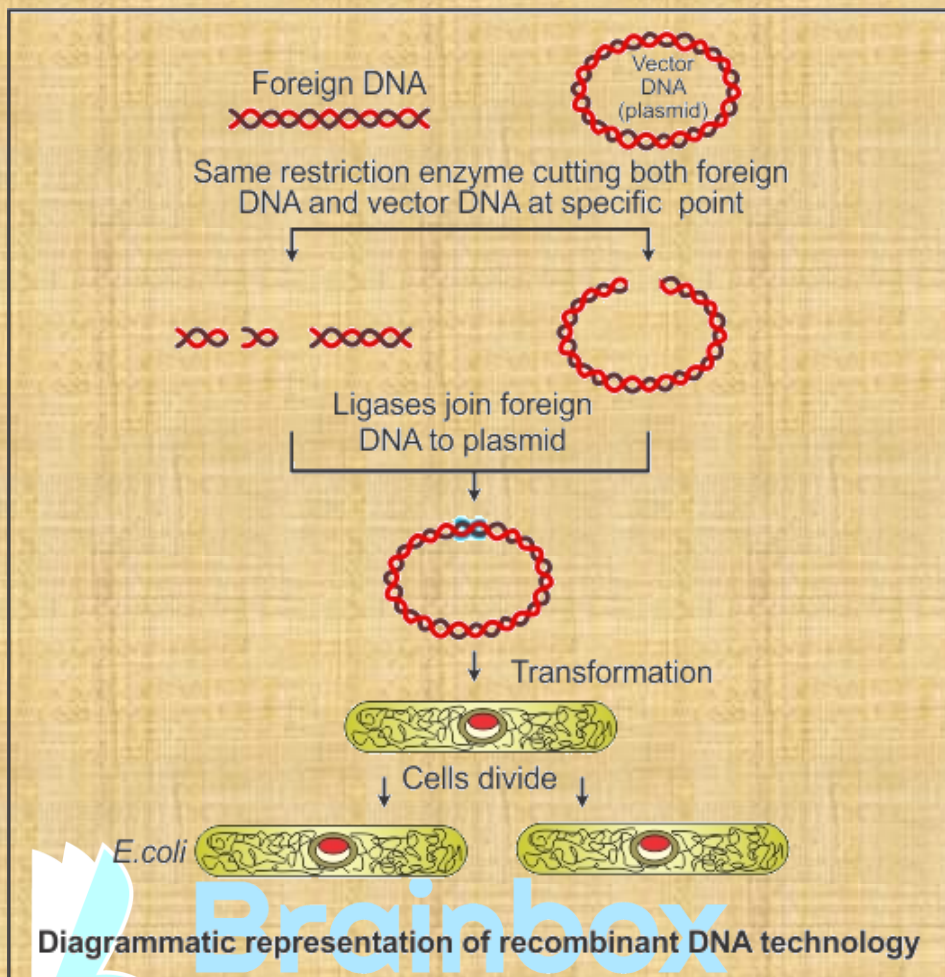 Foreign DNA
Vector
DNA
(plasmid)
Same restriction enzyme cutting both foreign
DNA and vector DNA at specific point
Ligases join foreign
DNA to plasmid
Transformation
Cells divide
E.coli
Brainbox
Diagrammatic representation of recombinant DNA technology